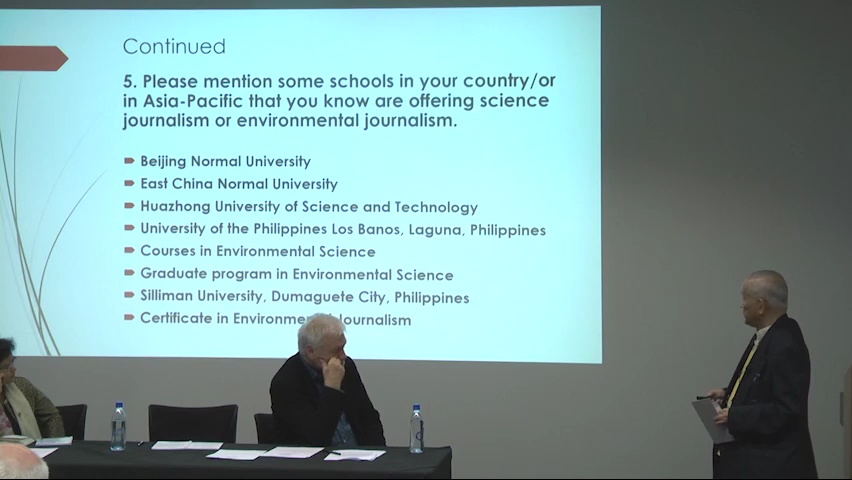 Continued
5. Please mention some schools in your country/or
in Asia-Pacific that you know are offering science
journalism or environmental journalism.
Beijing Normal University
East China Normal University
Huazhong University of Science and Technology
University of the Philippines Los Banos, Laguna, Philippines
Courses in Environmental Science
Graduate program in Environmental Science
Silliman University, Dumaguete City, Philippines
Certificate in Environmental Journalism